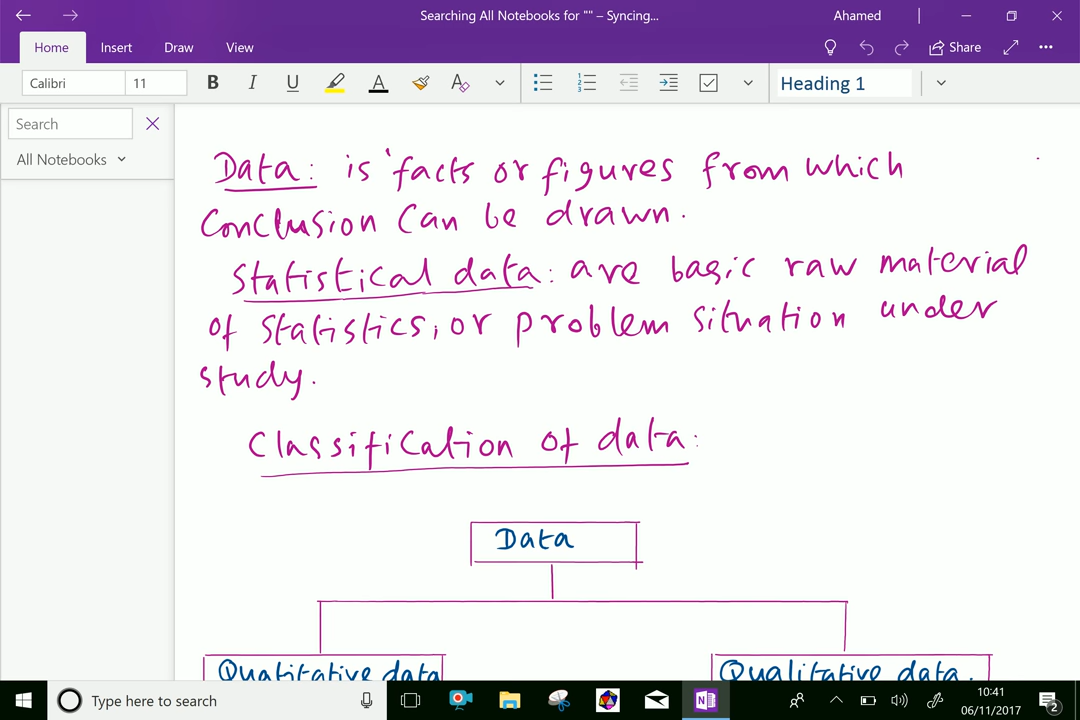 Searching All Notebooks for "" – Syncing...
Ahamed
Home Insert Draw View
Share
Calibri 11 B I U A A Heading 1
Search
All Notebooks
Data: is 'facts or figures from which
Conclusion Can be drawn.
Statistical data: are basic raw material
of statistics, or problem situation under
study.
Classification of data:
Data
Quatitative data
Qualitative data.
Type here to search
10:41
06/11/2017
2